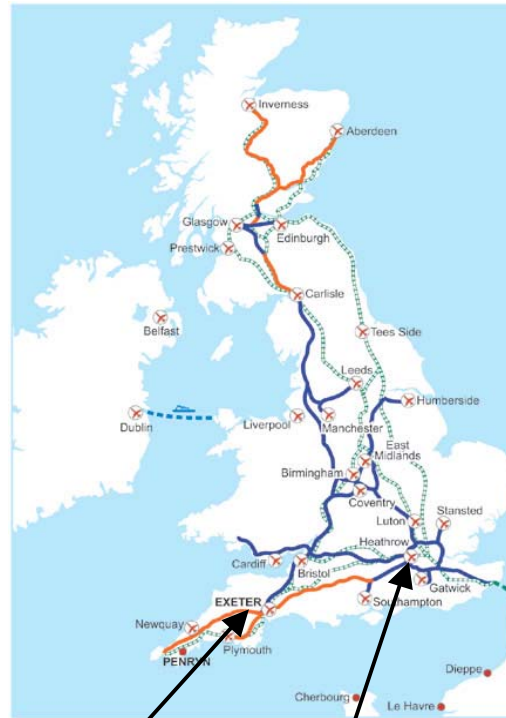 Inverness
Aberdeen
Glasgow
Edinburgh
Prestwick
Carlisle
Belfast
Tees Side
Leeds
Humberside
Dublin
Liverpool
Manchester
East
Midlands
Birmingham
Coventry
Stansted
Luton
Heathrow
Cardiff
Bristol
Gatwick
EXETER
Southampton
Newquay
Plymouth
PENRYN
Dieppe
Cherbourg
Le Havre